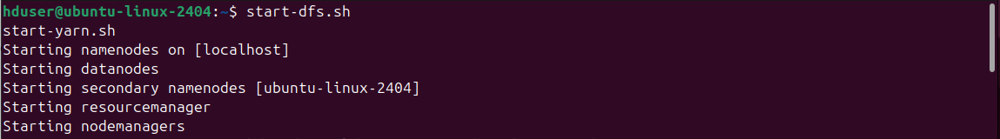 hduser@ubuntu-linux-2404:~$ start-dfs.sh
start-yarn.sh
Starting namenodes on [localhost]
Starting datanodes
Starting secondary namenodes [ubuntu-linux-2404]
Starting resourcemanager
Starting nodemanagers